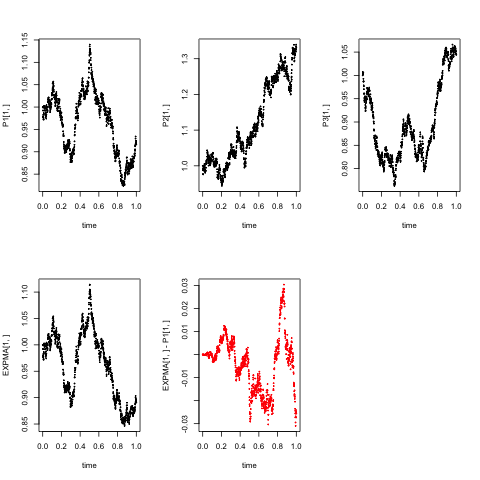 P1[1, ]
0.85 0.90 0.95 1.00 1.05 1.10 1.15
0.0 0.2 0.4 0.6 0.8 1.0
time
P2[1, ]
1.0 1.1 1.2 1.3
0.0 0.2 0.4 0.6 0.8 1.0
time
P3[1, ]
0.80 0.85 0.90 0.95 1.00 1.05
0.0 0.2 0.4 0.6 0.8 1.0
time
EXPMA[1, ]
0.85 0.90 0.95 1.00 1.05 1.10
0.0 0.2 0.4 0.6 0.8 1.0
time
EXPMA[1, ] - P1[1, ]
-0.03 -0.01 0.01 0.03
0.0 0.2 0.4 0.6 0.8 1.0
time